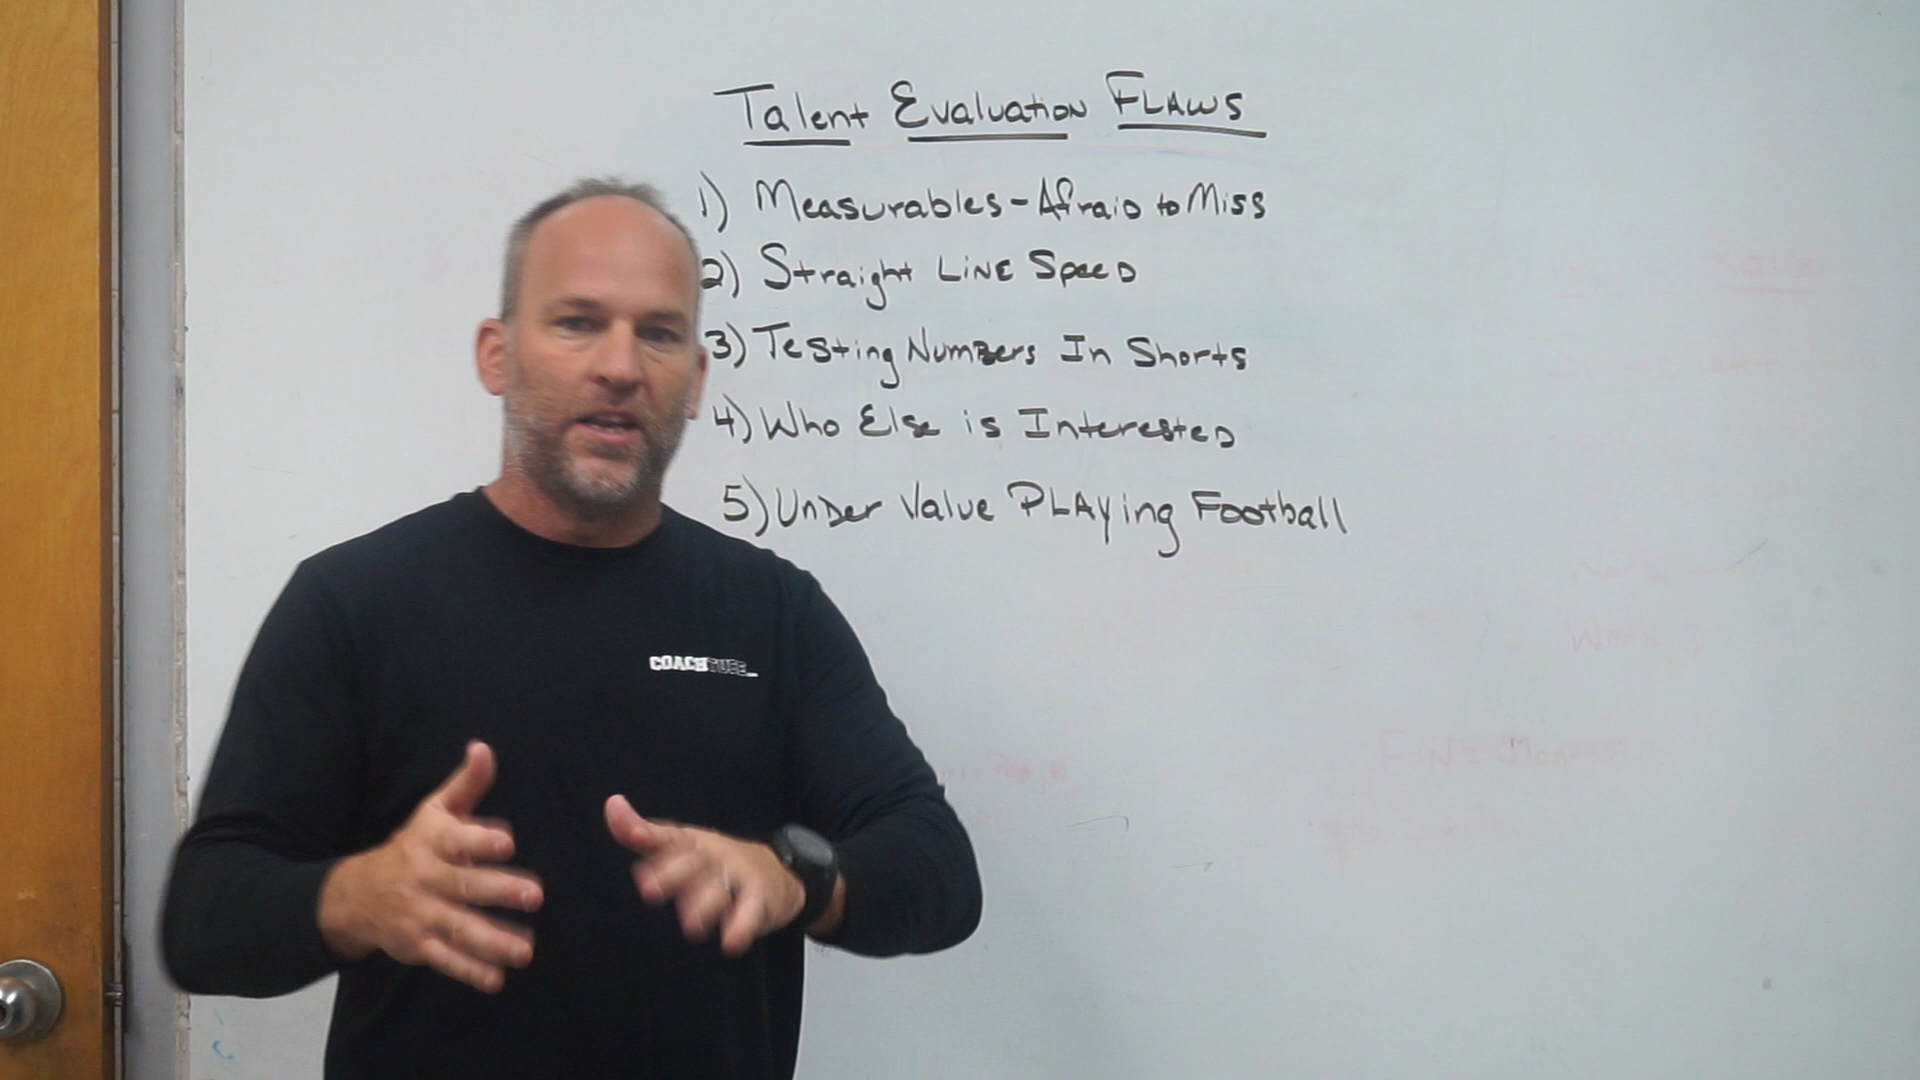 Talent Evaluation FLAWS
1) Measurables - Afraid to Miss
2) Straight LINE Speed
3) Testing Numbers In Shorts
4) Who Else is Interested
5) Under Value PLAying Football
COACHTUBE